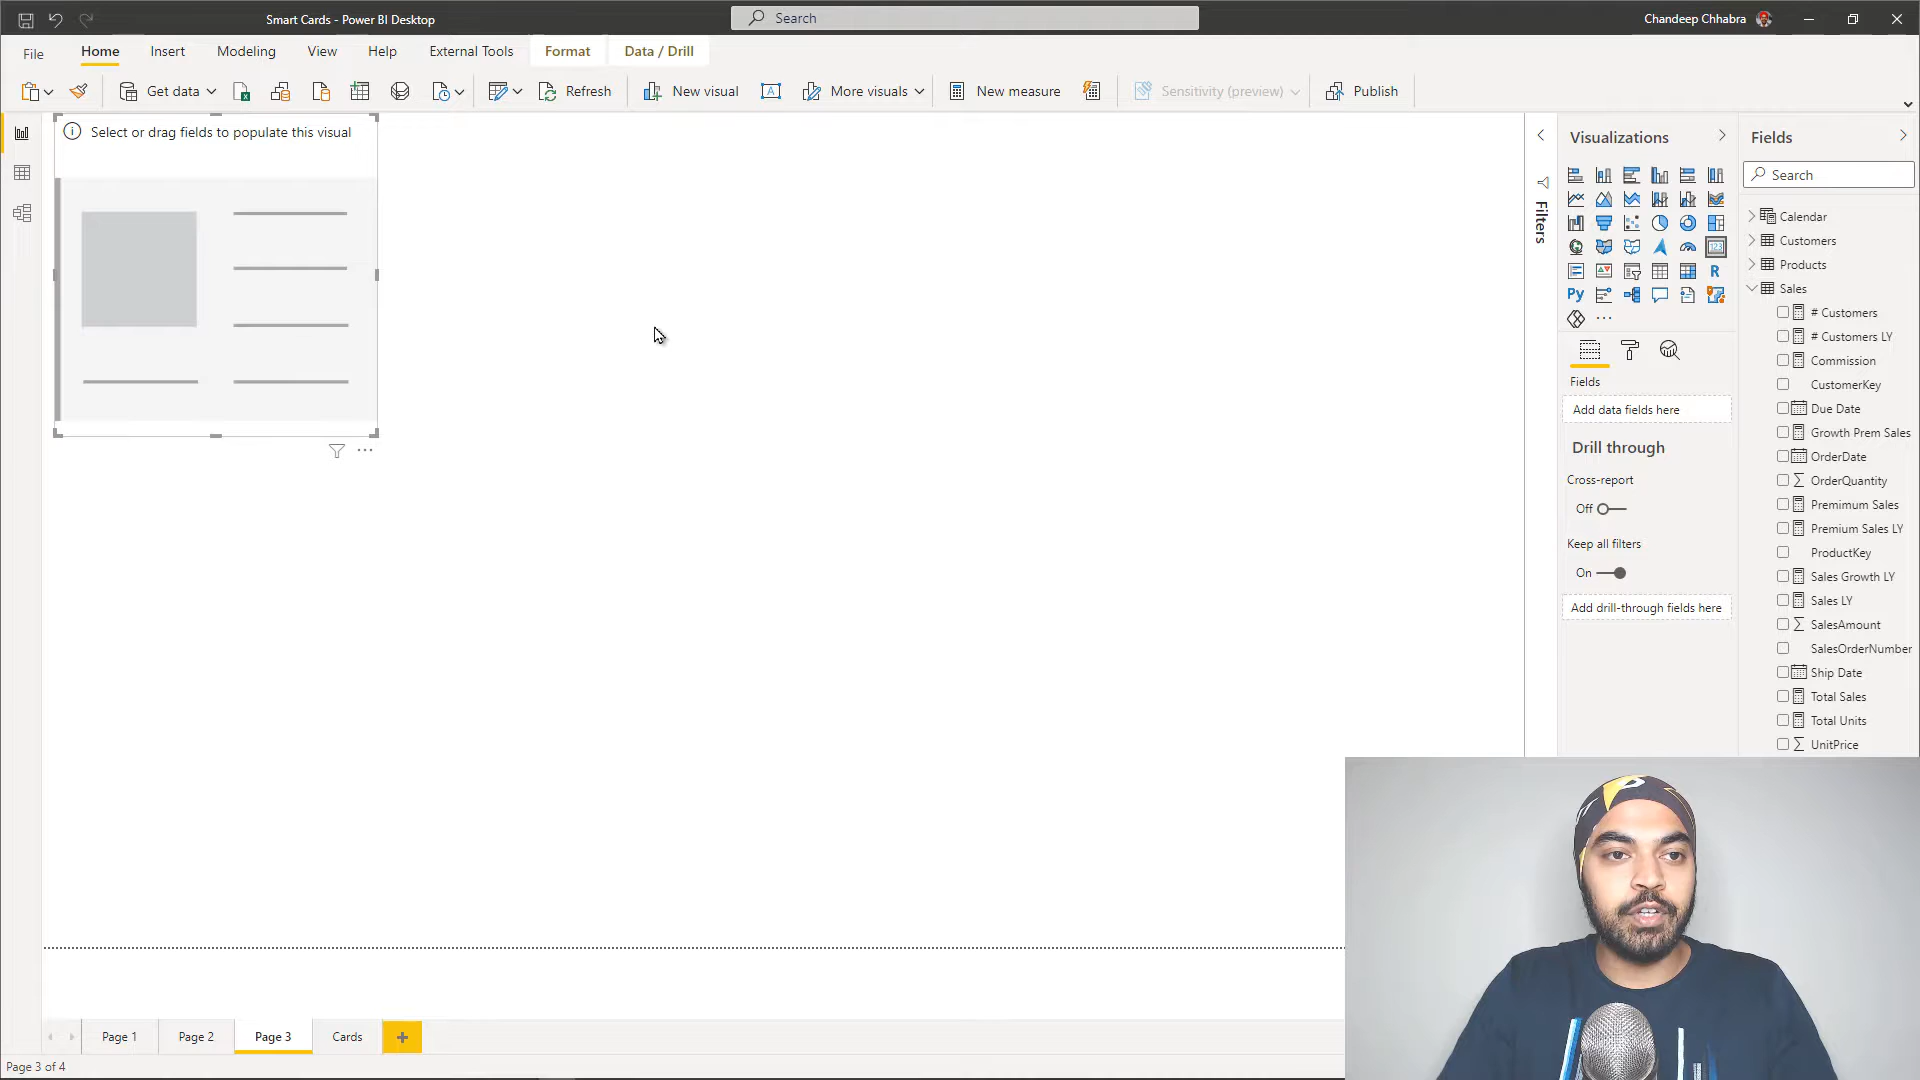 Smart Cards - Power BI Desktop
Search
Chandeep Chhabra
File
Home
Insert
Modeling
View
Help
External Tools
Format
Data / Drill
Get data
Refresh
New visual
More visuals
New measure
Sensitivity (preview)
Publish
Select or drag fields to populate this visual
Filters
Visualizations
123
R
Py
Fields
Add data fields here
Drill through
Cross-report
Off
Keep all filters
On
Add drill-through fields here
Fields
Search
Calendar
Customers
Products
Sales
# Customers
# Customers LY
Commission
CustomerKey
Due Date
Growth Prem Sales
OrderDate
OrderQuantity
Premimum Sales
Premium Sales LY
ProductKey
Sales Growth LY
Sales LY
SalesAmount
SalesOrderNumber
Ship Date
Total Sales
Total Units
UnitPrice
Page 1
Page 2
Page 3
Cards
Page 3 of 4